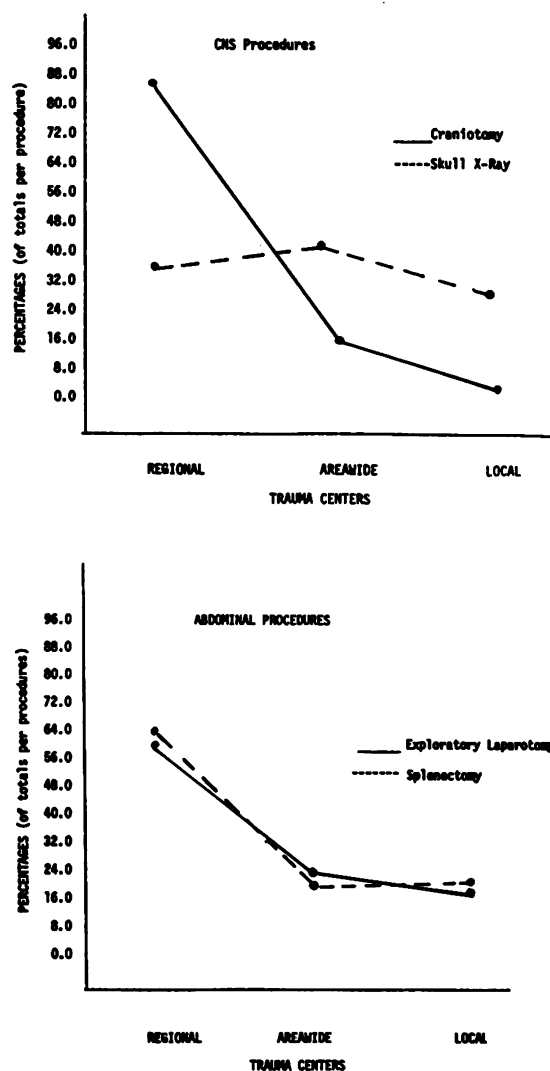 CNS Procedures
96.0
88.0
80.0
72.0
64.0
56.0
48.0
40.0
32.0
24.0
16.0
8.0
0.0
PERCENTAGES (of totals per procedure)
Craniotomy
Skull X-Ray
REGIONAL AREAWIDE LOCAL
TRAUMA CENTERS
ABDOMINAL PROCEDURES
96.0
88.0
80.0
72.0
64.0
56.0
48.0
40.0
32.0
24.0
16.0
8.0
0.0
PERCENTAGES (of totals per procedures)
Exploratory Laparotomy
Splenectomy
REGIONAL AREAWIDE LOCAL
TRAUMA CENTERS